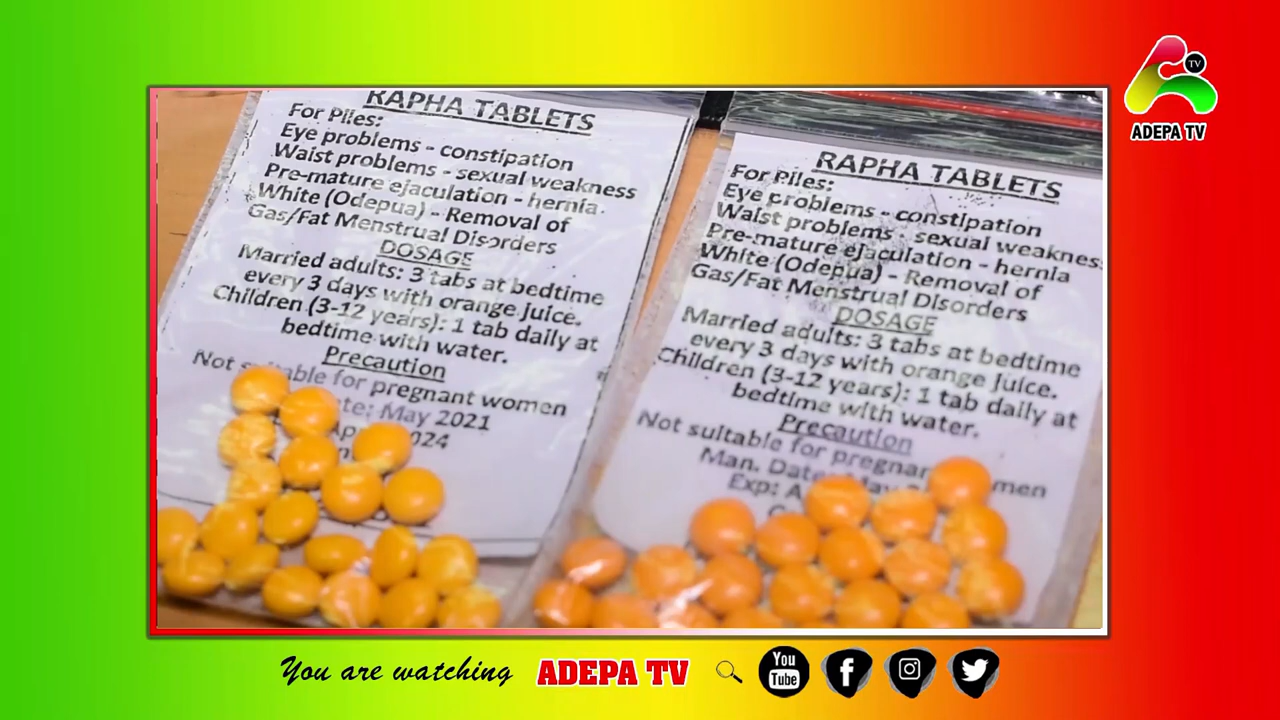 TV
ADEPA TV
RAPHA TABLETS
For Piles:
Eye problems - constipation
Waist problems - sexual weakness
Pre-mature ejaculation - hernia.
White (Odepua) - Removal of
Gas/Fat Menstrual Disorders
DOSAGE
Married adults: 3 tabs at bedtime
every 3 days with orange juice.
Children (3-12 years): 1 tab daily at
bedtime with water.
Precaution
Not suitable for pregnant women
May 2021
RAPHA TABLETS
For Piles:
Eye problems - constipation
Waist problems - sexual weakness
Pre-mature ejaculation - hernia
White (Odepua) - Removal of
Gas/Fat Menstrual Disorders
DOSAGE
Married adults: 3 tabs at bedtime
every 3 days with orange juice.
Children (3-12 years): 1 tab daily at
bedtime with water.
Precaution
Not suitable for
Man. Date
Exp:
You are watching ADEPA TV
You
Tube